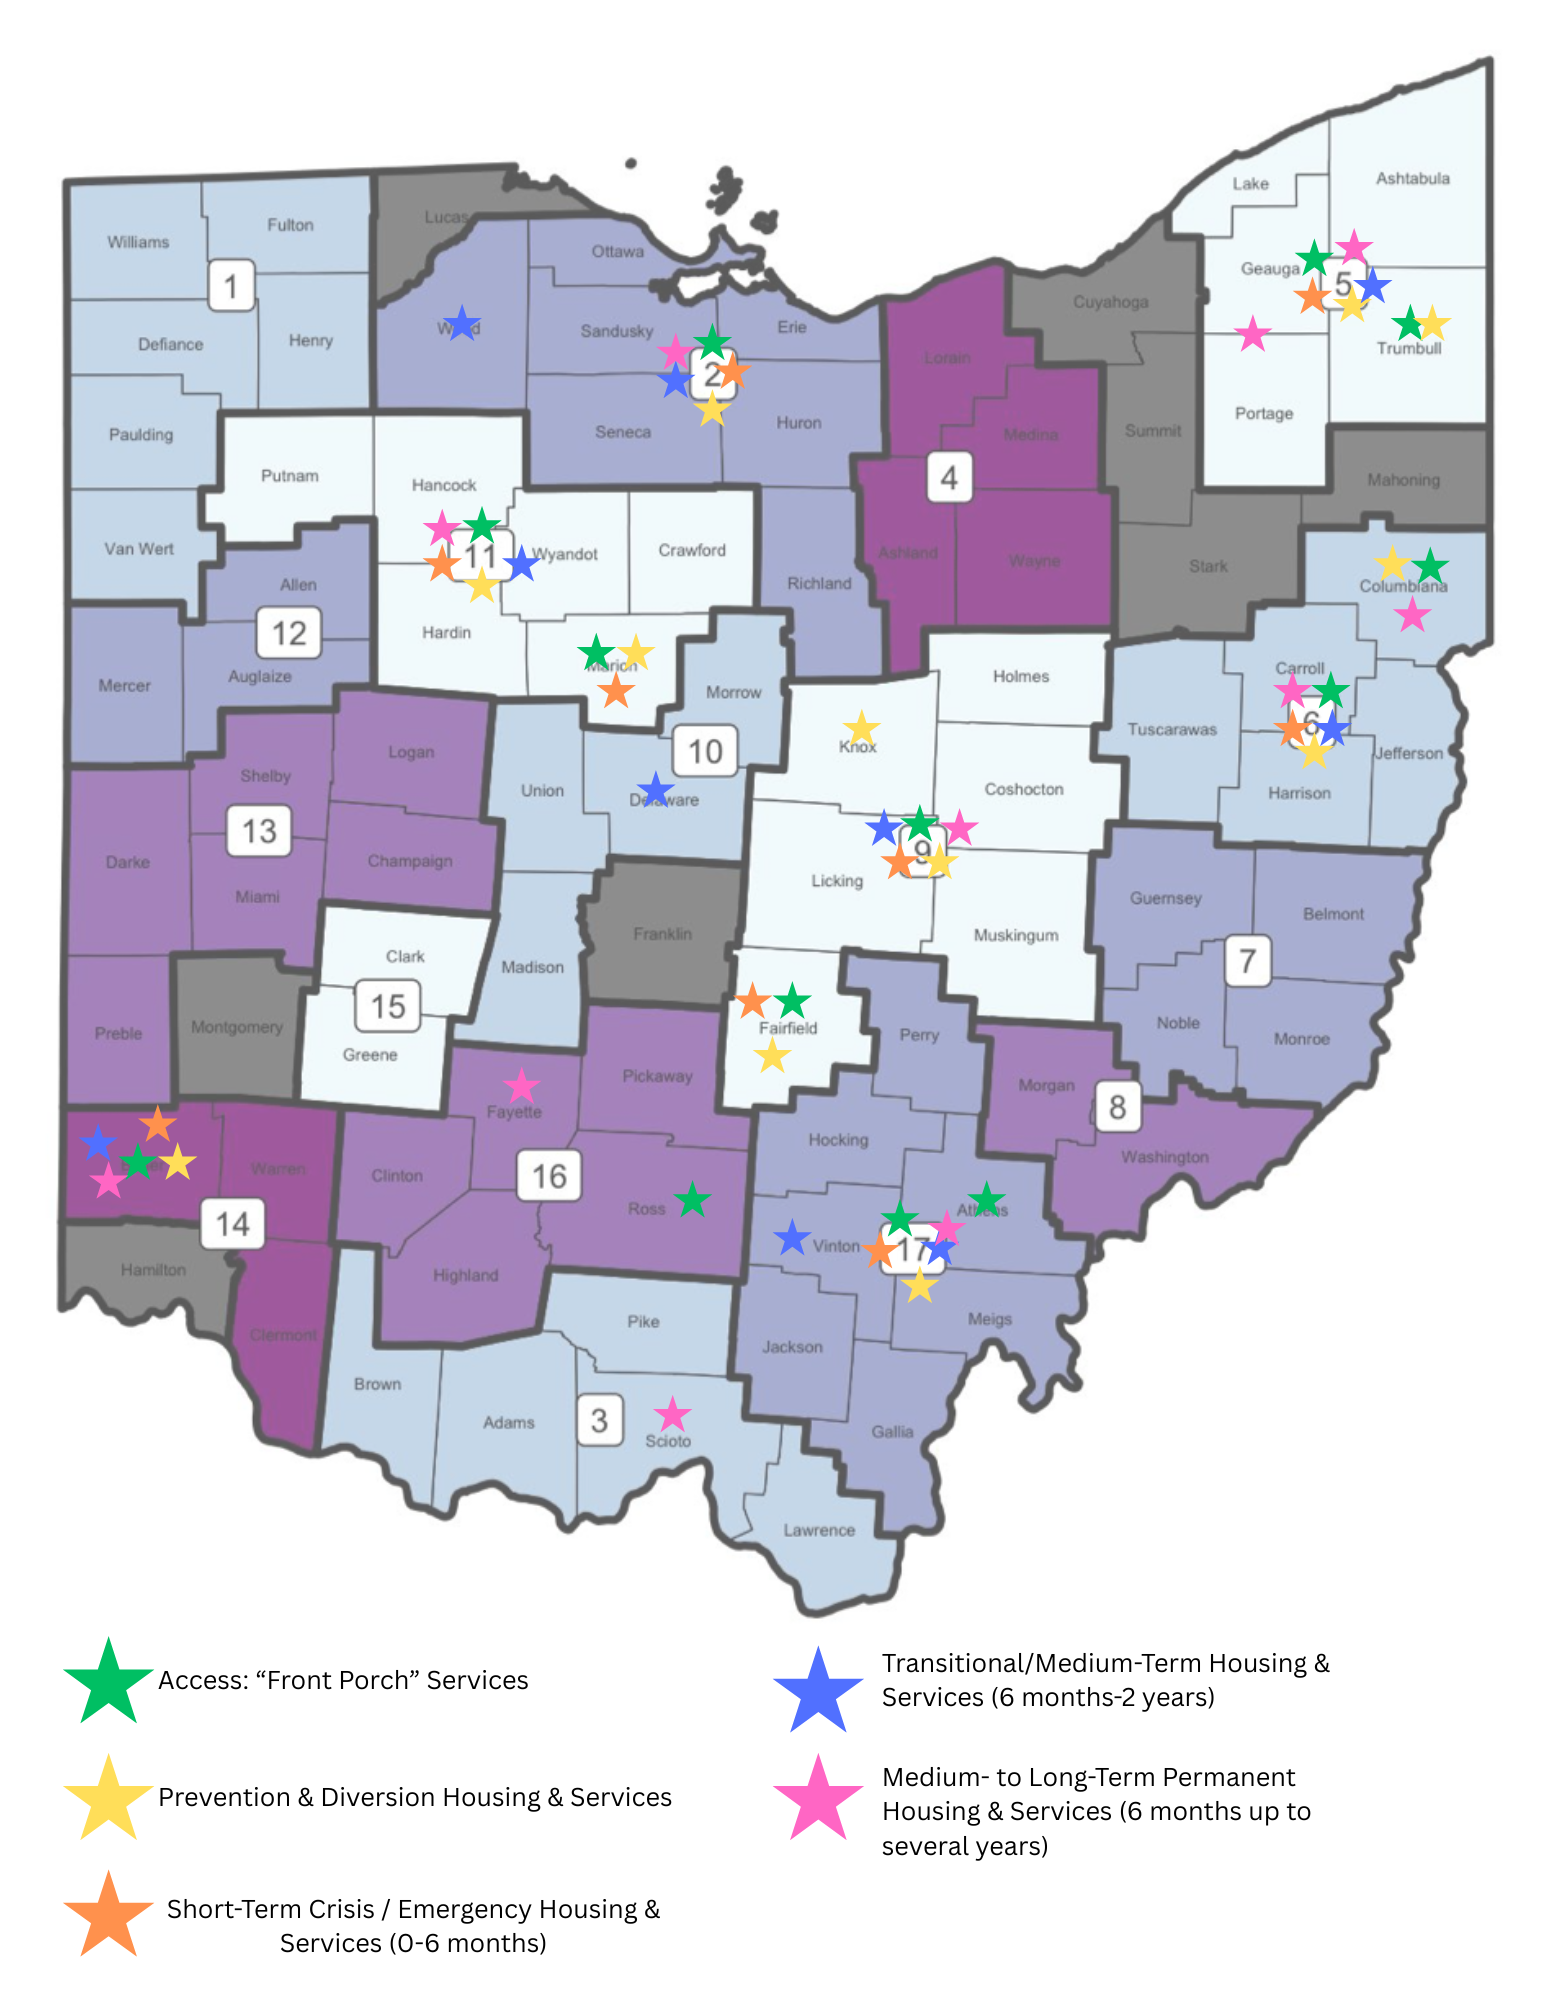 Ashtabula
Lake
Lucas
Fulton
Williams
Ottawa
Geauga
5
1
Cuyahoga
Sandusky
Erie
Defiance
Henry
Trumbull
Lorain
2
Portage
Paulding
Seneca
Huron
Medina
Summit
Putnam
Hancock
4
Mahoning
Van Wert
11
Wyandot
Crawford
Ashland
Wayne
Stark
Allen
Richland
Columbiana
12
Hardin
Marion
Mercer
Auglaize
Morrow
Holmes
Carroll
Logan
10
Knox
Tuscarawas
6
Jefferson
Shelby
Union
Delaware
Coshocton
Harrison
13
Darke
Champaign
9
Miami
Licking
Guernsey
Belmont
Franklin
Muskingum
Clark
Madison
7
15
Preble
Montgomery
Greene
Fairfield
Perry
Noble
Monroe
Pickaway
Morgan
8
Fayette
Hocking
Washington
Warren
Clinton
16
Ross
Athens
14
Vinton
17
Hamilton
Highland
Clermont
Pike
Jackson
Meigs
Brown
Adams
3
Scioto
Gallia
Lawrence
Access: “Front Porch” Services
Prevention & Diversion Housing & Services
Short-Term Crisis / Emergency Housing &
Services (0-6 months)
Transitional/Medium-Term Housing &
Services (6 months-2 years)
Medium- to Long-Term Permanent
Housing & Services (6 months up to
several years)